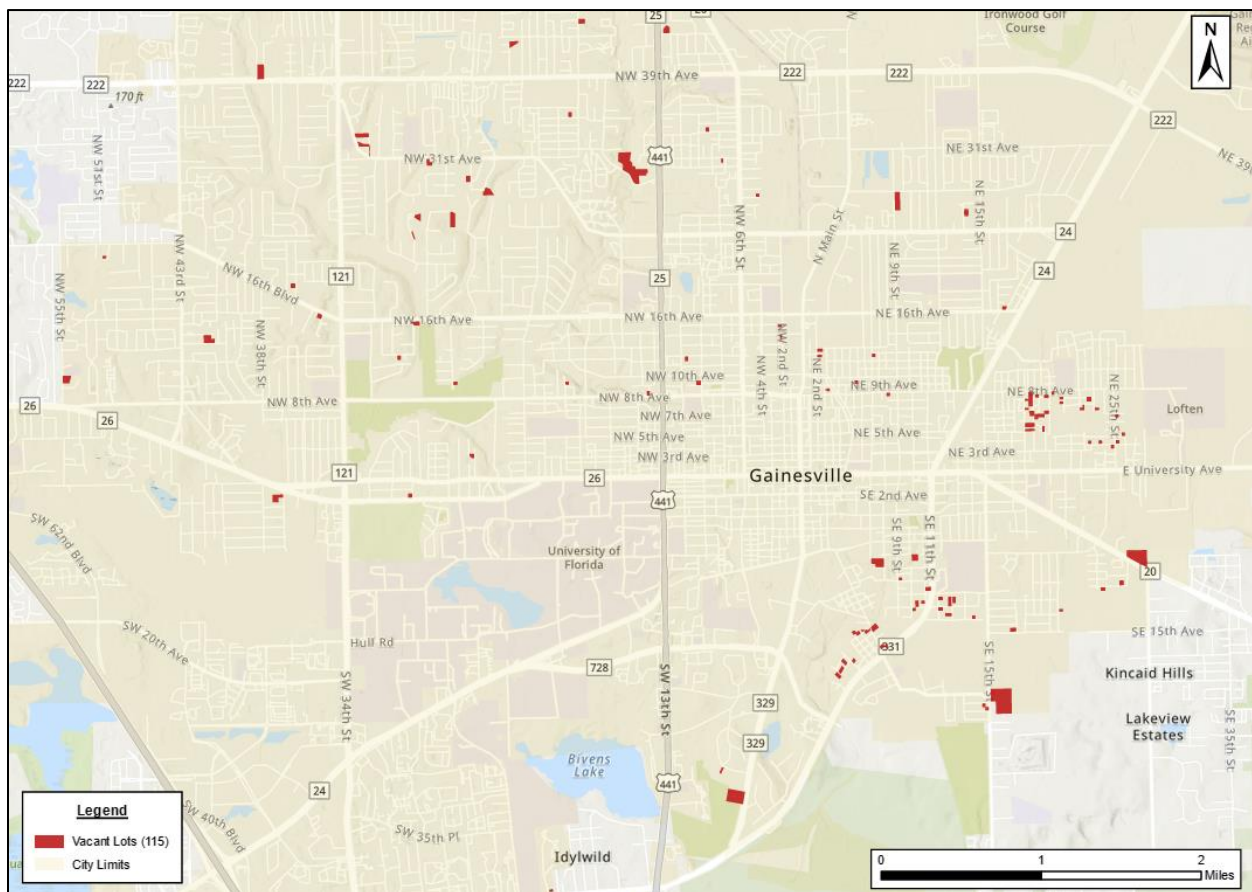 25
Ironwood Golf
Course
N
222
222
170 ft
NW 39th Ave
222
222
222
NW 51st St
NW 31st Ave
441
NE 31st Ave
NE 15th St
NW 43rd St
NW 6th St
N Main St
24
NW 55th St
NW 16th Blvd
121
25
NE 9th St
24
NW 16th Ave
NW 16th Ave
NE 16th Ave
NW 38th St
NW 2nd St
NW 10th Ave
NW 4th St
NE 2nd St
NE 9th Ave
NE 8th Ave
NE 25th St
26
NW 8th Ave
NW 8th Ave
Loften
26
NW 7th Ave
NW 5th Ave
NE 5th Ave
NW 3rd Ave
NE 3rd Ave
121
26
Gainesville
E University Ave
441
SE 2nd Ave
SW 62nd Blvd
University of
Florida
SE 9th St
SE 11th St
20
SW 20th Ave
Hull Rd
SE 15th Ave
331
728
SW 13th St
SE 15th St
Kincaid Hills
SW 34th St
329
Lakeview
Estates
SE 35th St
329
Bivens
Lake
441
24
SW 40th Blvd
SW 35th Pl
Idylwild
Legend
Vacant Lots (115)
City Limits
0 1 2
Miles